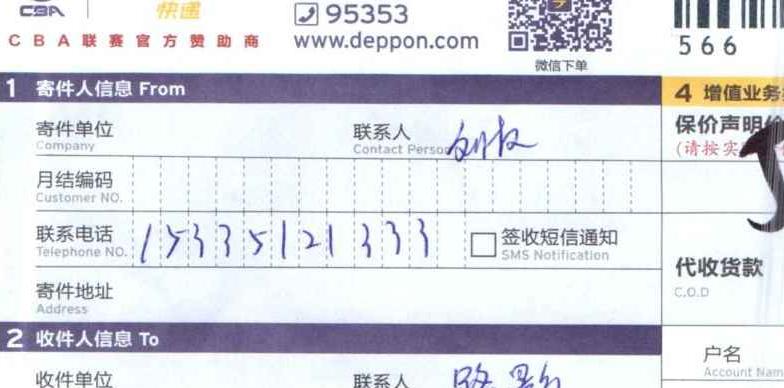 CBA 快递 95353
CBA联赛官方赞助商 www.deppon.com
微信下单 566
1 寄件人信息 From
4 增值业务
寄件单位 联系人
Company Contact Person
保价声明价
(请按实
月结编码
Customer NO.
联系电话 15335121333 签收短信通知
Telephone NO. SMS Notification
代收货款
C.O.D
寄件地址
Address
2 收件人信息 To
户名
Account Name
收件单位 联系人